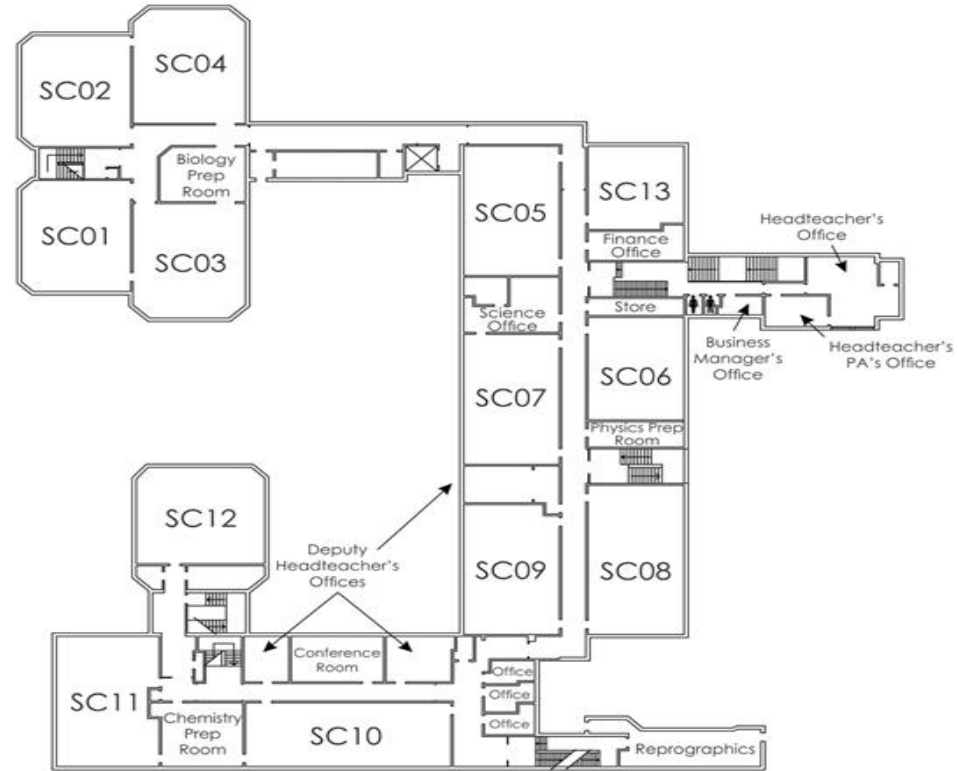 SC04
SC02
Biology
Prep
Room
SC01
SC03
SC05
SC13
Finance
Office
Headteacher's
Office
Science
Office
Store
Business
Manager's
Office
Headteacher's
PA's Office
SC07
SC06
Physics Prep
Room
SC12
Deputy
Headteacher's
Offices
SC09
SC08
Conference
Room
Office
Office
Office
SC11
Chemistry
Prep
Room
SC10
Reprographics